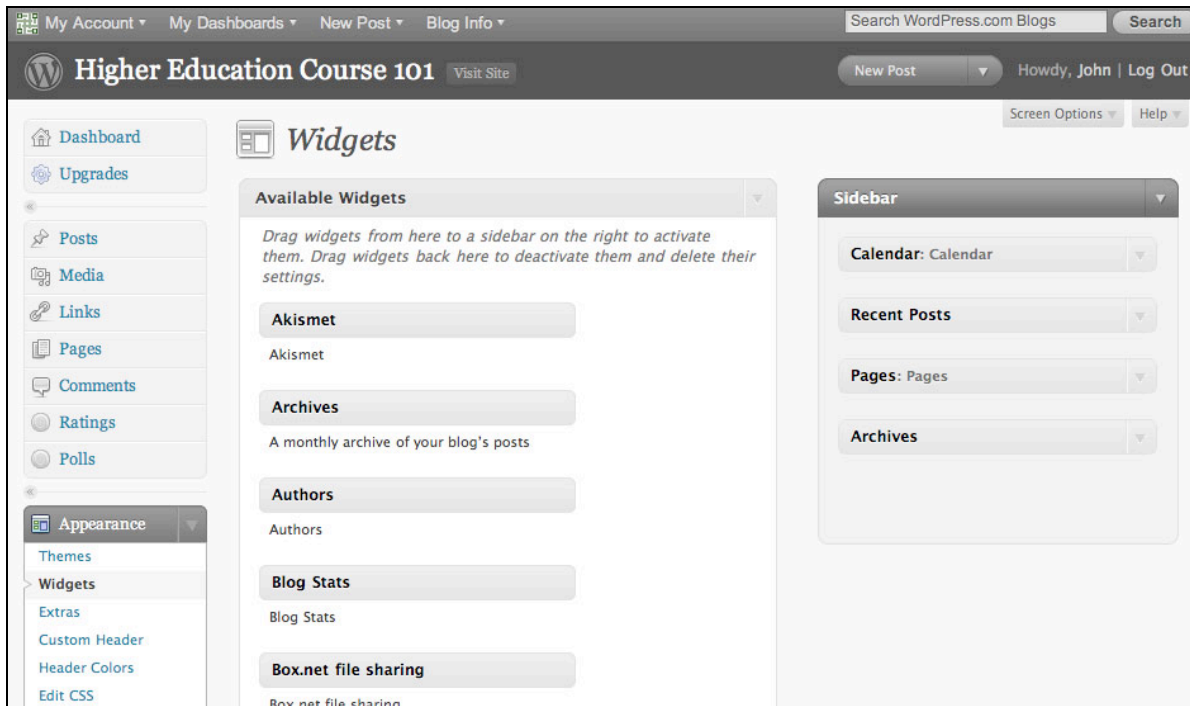 My Account My Dashboards New Post Blog Info Search WordPress.com Blogs Search
Higher Education Course 101 Visit Site New Post Howdy, John | Log Out
Screen Options Help
Dashboard
Upgrades
Posts
Media
Links
Pages
Comments
Ratings
Polls
Appearance
Themes
Widgets
Extras
Custom Header
Header Colors
Edit CSS
Widgets
Available Widgets
Drag widgets from here to a sidebar on the right to activate
them. Drag widgets back here to deactivate them and delete their
settings.
Akismet
Akismet
Archives
A monthly archive of your blog's posts
Authors
Authors
Blog Stats
Blog Stats
Box.net file sharing
Box.net file sharing
Sidebar
Calendar: Calendar
Recent Posts
Pages: Pages
Archives